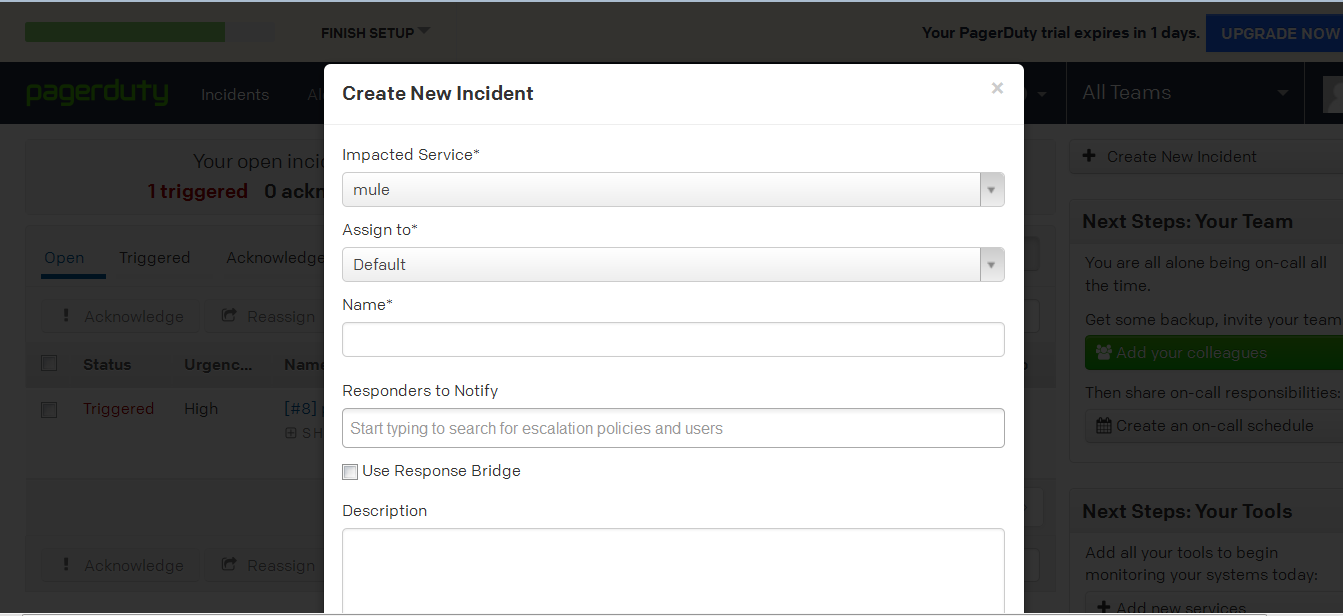 FINISH SETUP
Your PagerDuty trial expires in 1 days.
UPGRADE NOW
pagerduty
Incidents
All Teams
Create New Incident
×
Impacted Service*
mule
Assign to*
Default
Name*
Responders to Notify
Start typing to search for escalation policies and users
Use Response Bridge
Description
Your open
1 triggered 0
Open
Triggered
Acknowledge
! Acknowledge
Reassign
Status
Urgenc...
Name
Triggered
High
[#8]
SH
! Acknowledge
Reassign
+ Create New Incident
Next Steps: Your Team
You are all alone being on-call all
the time.
Get some backup, invite your team
Add your colleagues
Then share on-call responsibilities:
Create an on-call schedule
Next Steps: Your Tools
Add all your tools to begin
monitoring your systems today:
+ Add new services